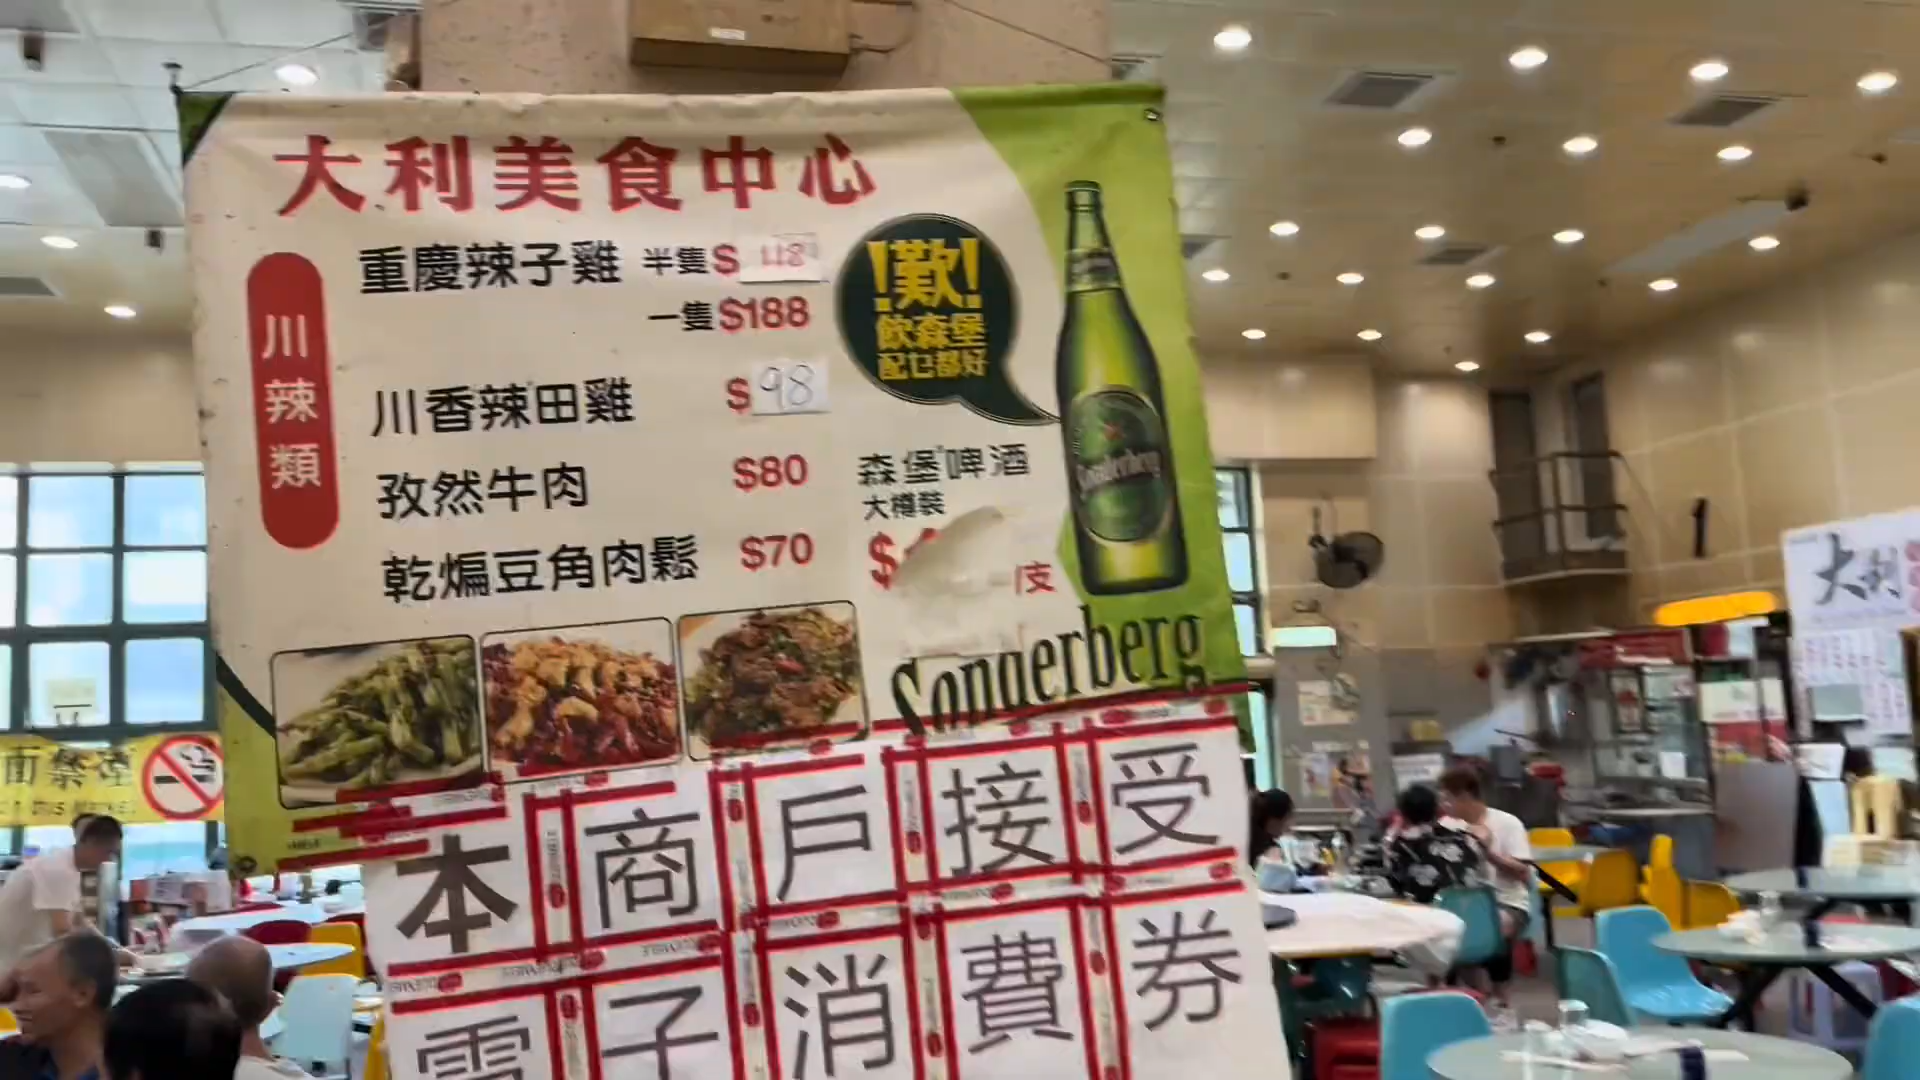 大利美食中心
川辣類
重慶辣子雞 半隻$ 118
一隻$188
川香辣田雞 $98
孜然牛肉 $80
乾煸豆角肉鬆 $70
!歎!
飲森堡
配乜都好
森堡啤酒
大樽裝
$ /支
Sonderberg
Songerberg
本商戶接受
電子消費券
大利